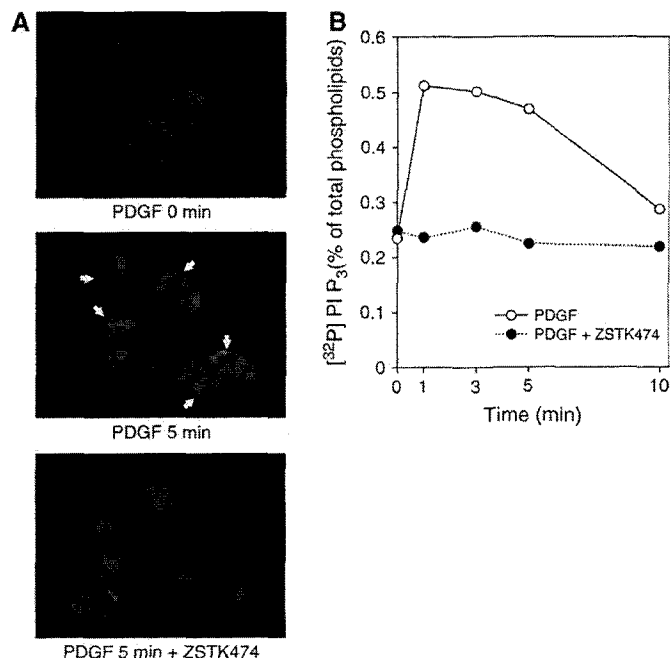 A
PDGF 0 min
PDGF 5 min
PDGF 5 min + ZSTK474
B
[³²P] PI P₃(% of total phospholipids)
0.6
0.5
0.4
0.3
0.2
0.1
0
PDGF
PDGF + ZSTK474
0 1 3 5 10
Time (min)